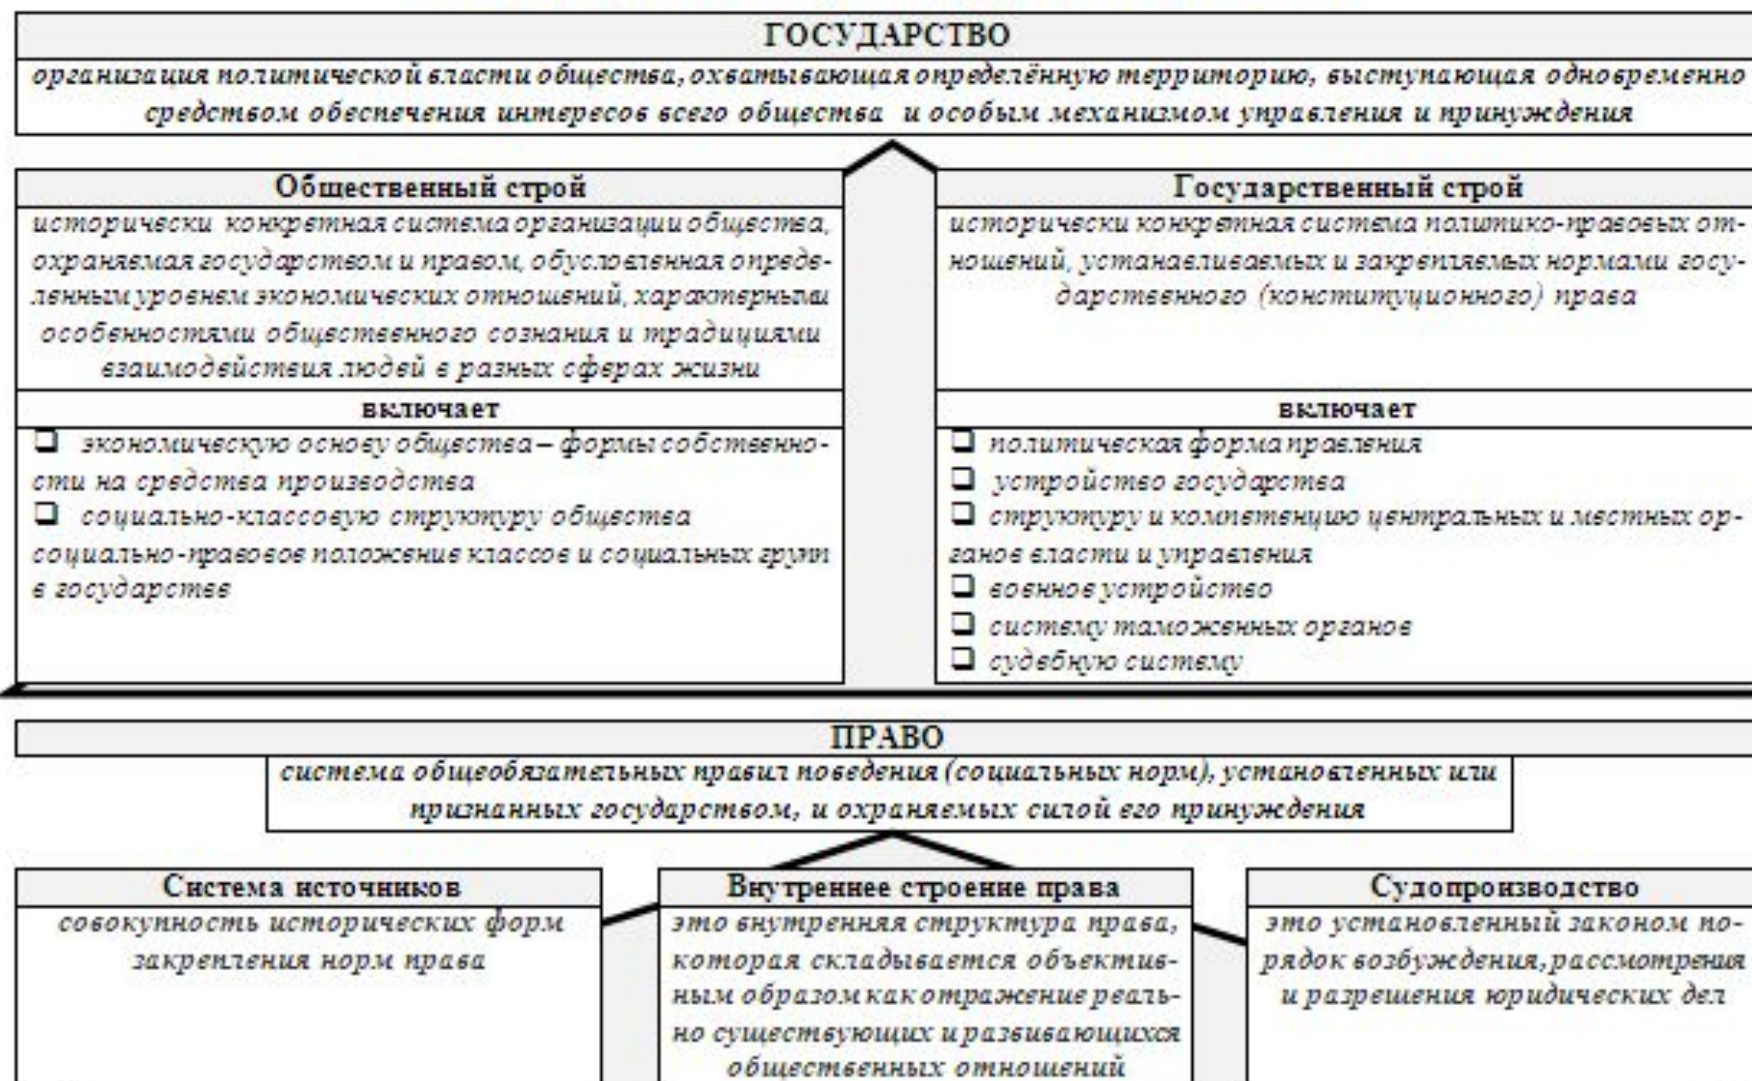 ГОСУДАРСТВО
организация политической власти общества, охватывающая определённую территорию, выступающая одновременно
средством обеспечения интересов всего общества и особым механизмом управления и принуждения
Общественный строй
исторически конкретная система организации общества,
охраняемая государством и правом, обусловленная опреде-
ленным уровнем экономических отношений, характерными
особенностями общественного сознания и традициями
взаимодействия людей в разных сферах жизни
включает
❑ экономическую основу общества – формы собственно-
сти на средства производства
❑ социально-классовую структуру общества
социально-правовое положение классов и социальных групп
в государстве
Государственный строй
исторически конкретная система политико-правовых от-
ношений, устанавливаемых и закрепляемых нормами госу-
дарственного (конституционного) права
включает
❑ политическая форма правления
❑ устройство государства
❑ структуру и компетенцию центральных и местных ор-
ганов власти и управления
❑ военное устройство
❑ систему таможенных органов
❑ судебную систему
ПРАВО
система общеобязательных правил поведения (социальных норм), установленных или
признанных государством, и охраняемых силой его принуждения
Система источников
совокупность исторических форм
закрепления норм права
Внутреннее строение права
это внутренняя структура права,
которая складывается объектив-
ным образом как отражение реаль-
но существующих и развивающихся
общественных отношений
Судопроизводство
это установленный законом по-
рядок возбуждения, рассмотрения
и разрешения юридических дел